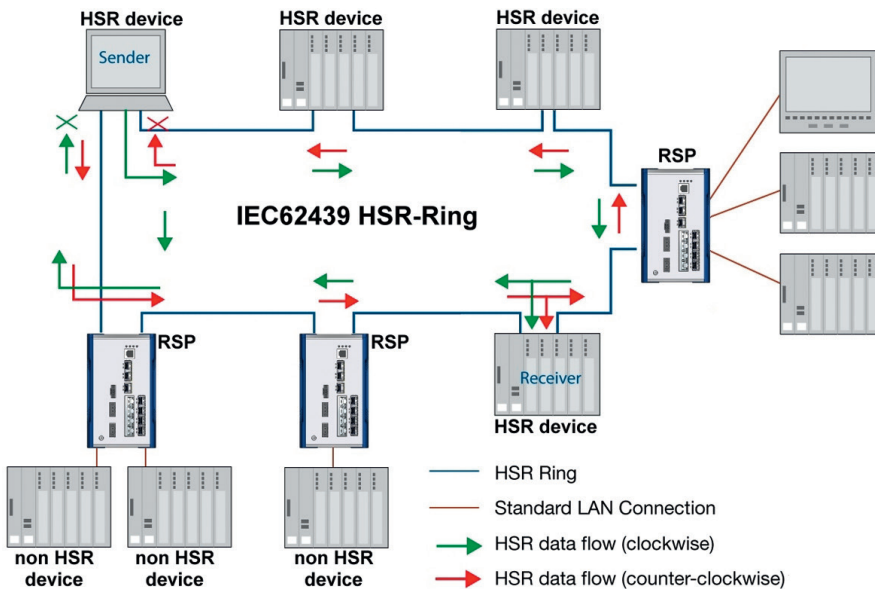 HSR device
HSR device
HSR device
Sender
RSP
IEC62439 HSR-Ring
RSP
RSP
Receiver
HSR device
HSR Ring
Standard LAN Connection
HSR data flow (clockwise)
HSR data flow (counter-clockwise)
non HSR
device
non HSR
device
non HSR
device